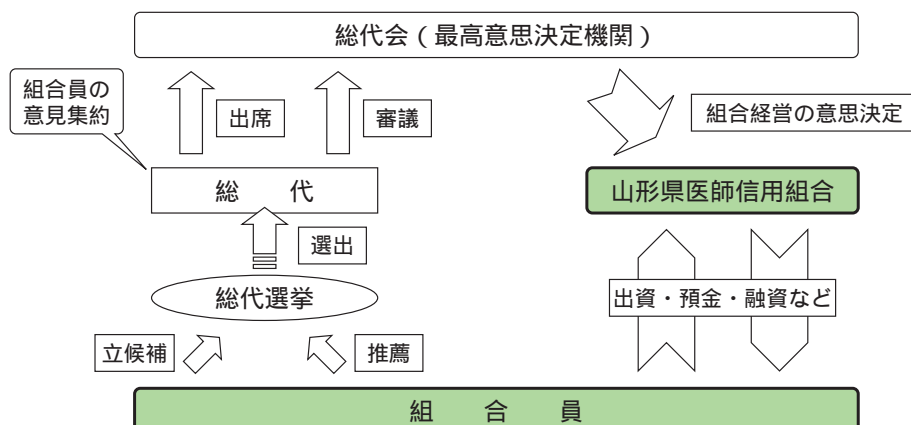 総代会（最高意思決定機関）
組合員の
意見集約
出席
審議
組合経営の意思決定
総　代
山形県医師信用組合
選出
総代選挙
出資・預金・融資など
立候補
推薦
組　合　員